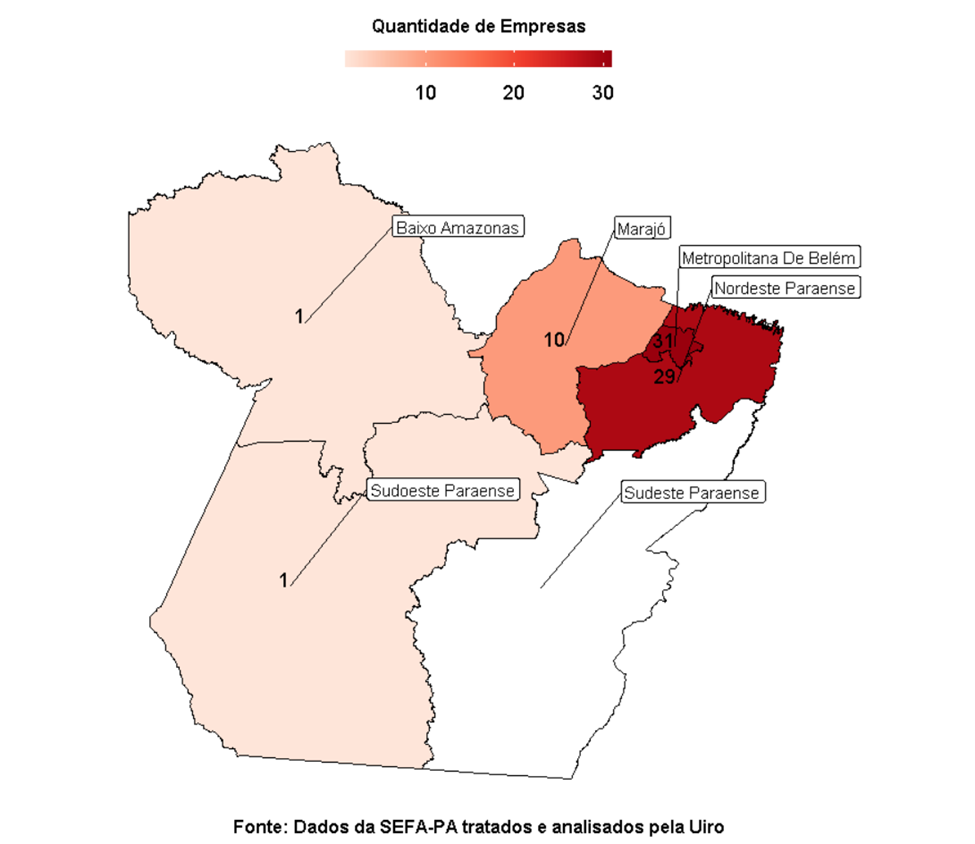 Quantidade de Empresas
10 20 30
Baixo Amazonas
Marajó
Metropolitana De Belém
Nordeste Paraense
1
10
31
29
Sudoeste Paraense
Sudeste Paraense
1
Fonte: Dados da SEFA-PA tratados e analisados pela Uiro